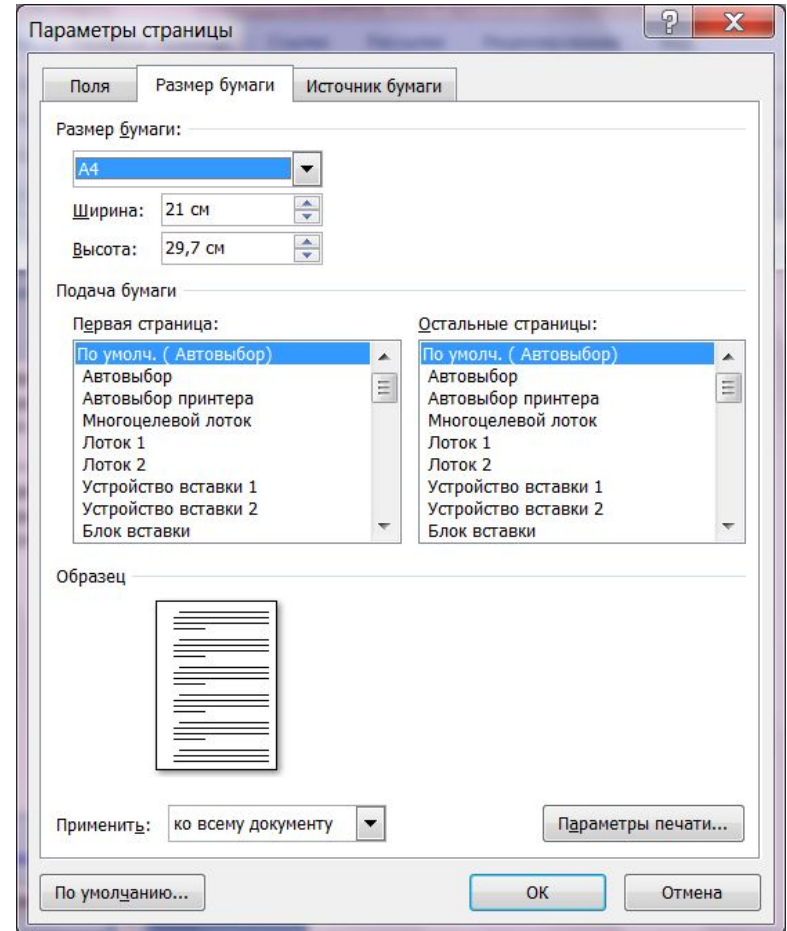 Параметры страницы
Поля Размер бумаги Источник бумаги
Размер бумаги:
A4
Ширина: 21 см
Высота: 29,7 см
Подача бумаги
Первая страница:
По умолч. ( Автовыбор)
Автовыбор
Автовыбор принтера
Многоцелевой лоток
Лоток 1
Лоток 2
Устройство вставки 1
Устройство вставки 2
Блок вставки
Остальные страницы:
По умолч. ( Автовыбор)
Автовыбор
Автовыбор принтера
Многоцелевой лоток
Лоток 1
Лоток 2
Устройство вставки 1
Устройство вставки 2
Блок вставки
Образец
Применить: ко всему документу Параметры печати...
По умолчанию... ОК Отмена